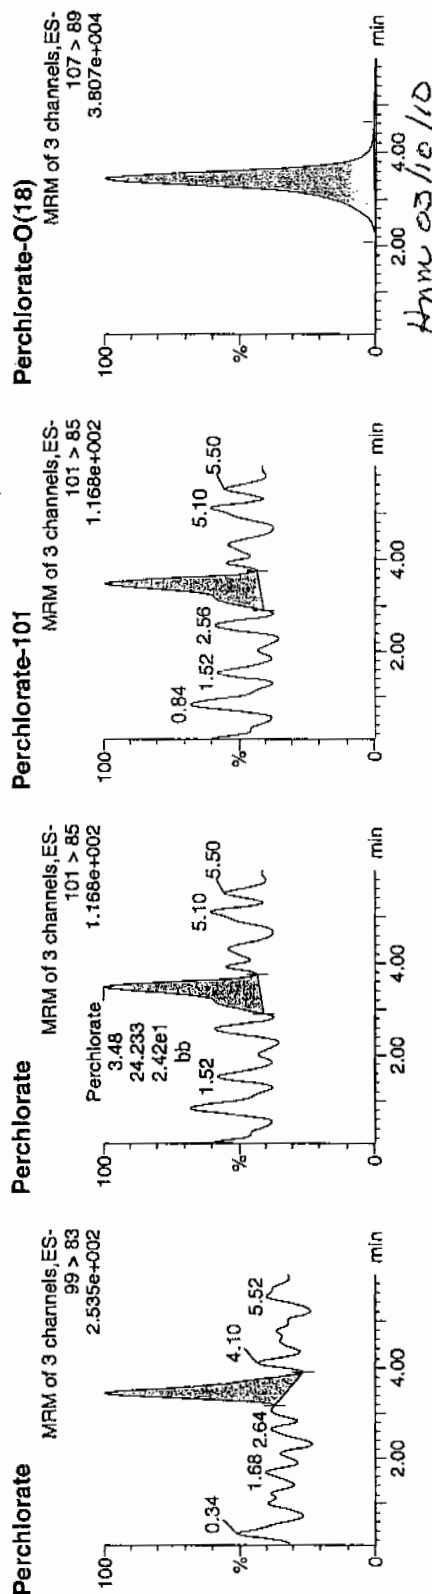 Perchlorate
MRM of 3 channels,ES-
99 > 83
2.535e+002
100
%
0
0.34
1.68
2.64
4.10
5.52
2.00
4.00
min
Perchlorate
MRM of 3 channels,ES-
101 > 85
1.168e+002
100
Perchlorate
3.48
24.233
2.42e1
bb
1.52
5.10
5.50
%
0
2.00
4.00
min
Perchlorate-101
MRM of 3 channels,ES-
101 > 85
1.168e+002
100
%
0
0.84
1.52
2.56
5.10
5.50
2.00
4.00
min
Perchlorate-O(18)
MRM of 3 channels,ES-
107 > 89
3.807e+004
100
%
0
2.00
4.00
min
03/10/10